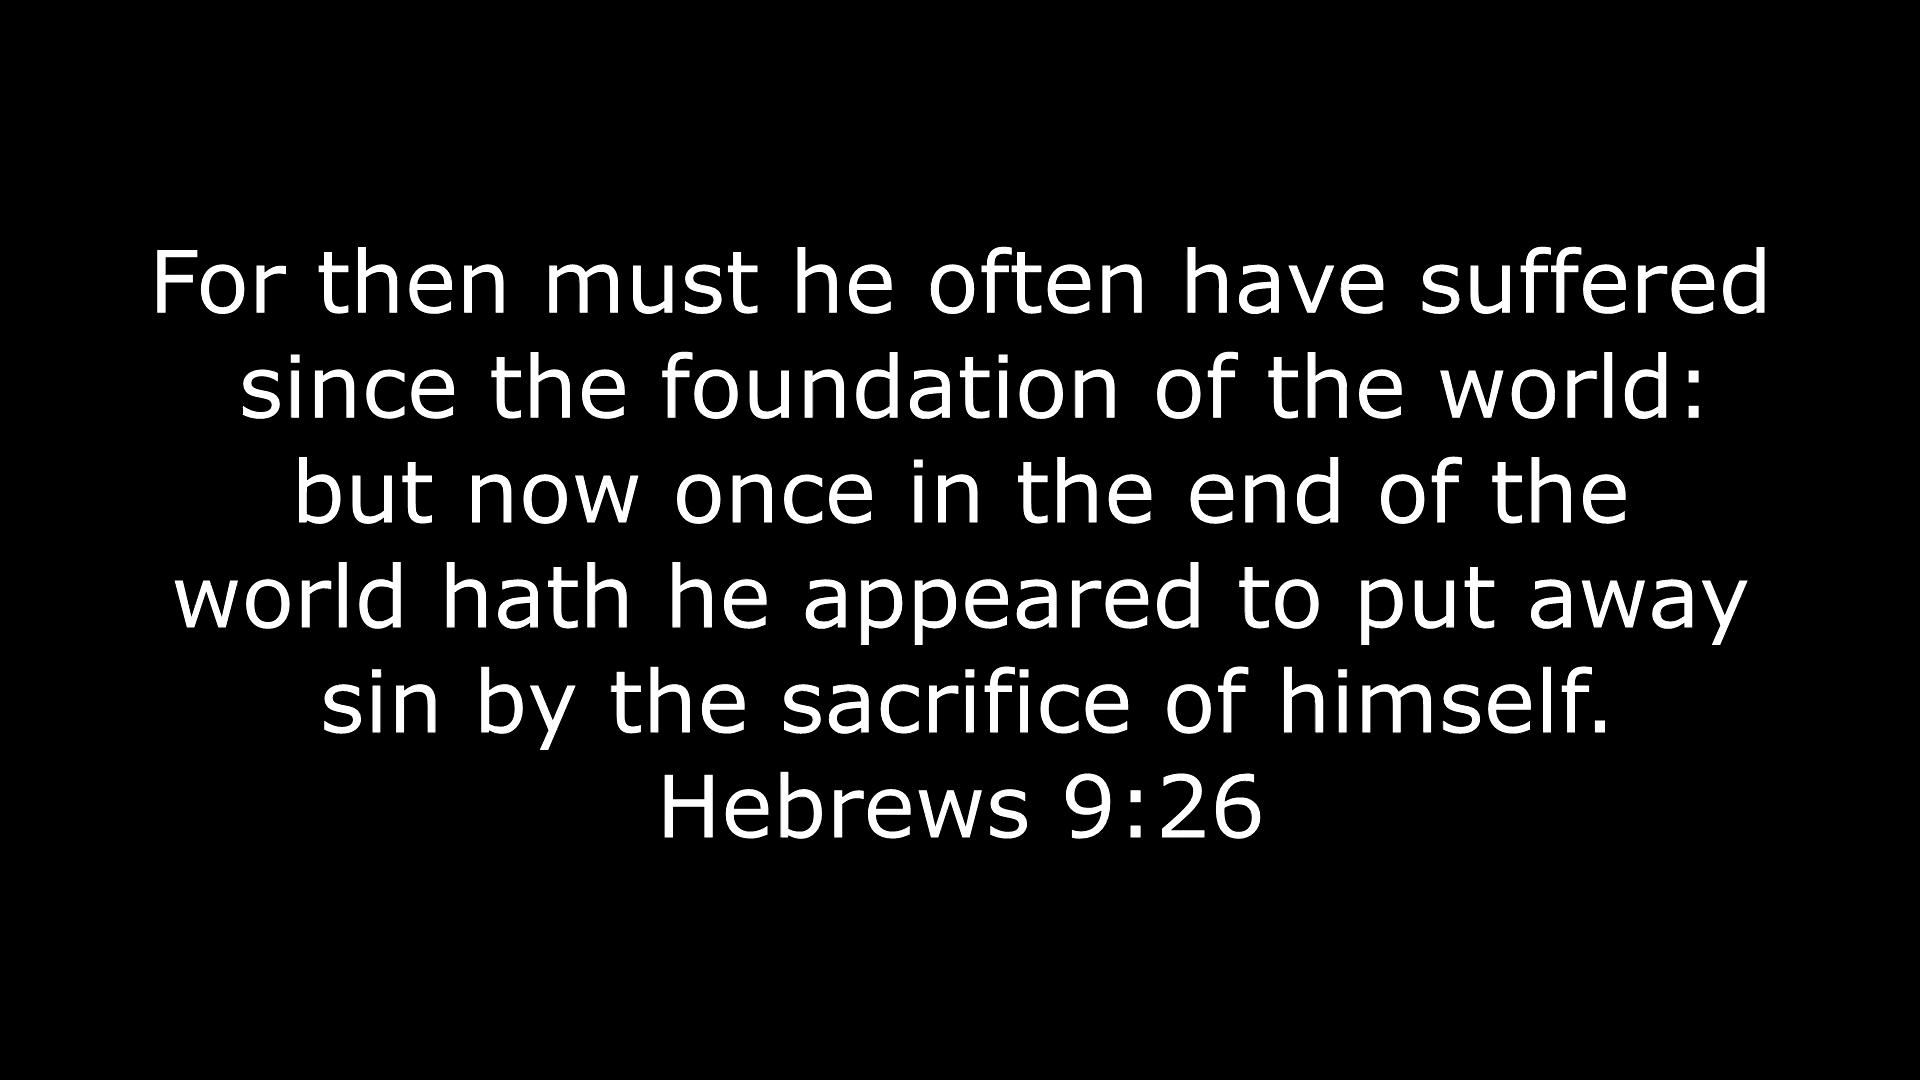 For then must he often have suffered
since the foundation of the world:
but now once in the end of the
world hath he appeared to put away
sin by the sacrifice of himself.
Hebrews 9:26